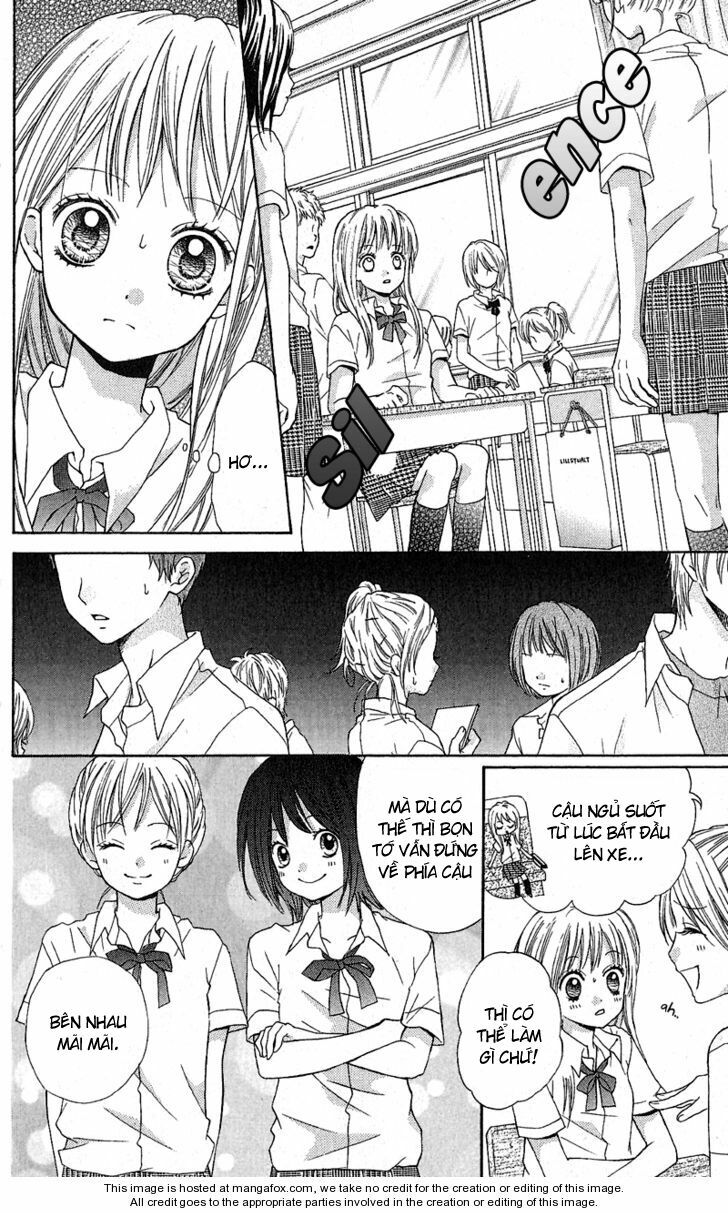 HƠ...
Sil
ence
LILLSTWILT
MÀ DÙ CÓ
THẾ THÌ BỌN
TỚ VẪN ĐỨNG
VỀ PHÍA CẬU
BÊN NHAU
MÃI MÃI.
CẬU NGỦ SUỐT
TỪ LÚC BẮT ĐẦU
LÊN XE...
THÌ CÓ
THỂ LÀM
GÌ CHỨ!
ah..
This image is hosted at mangafox.com, we take no credit for the creation or editing of this image.
All credit goes to the appropriate parties involved in the creation or editing of this image.